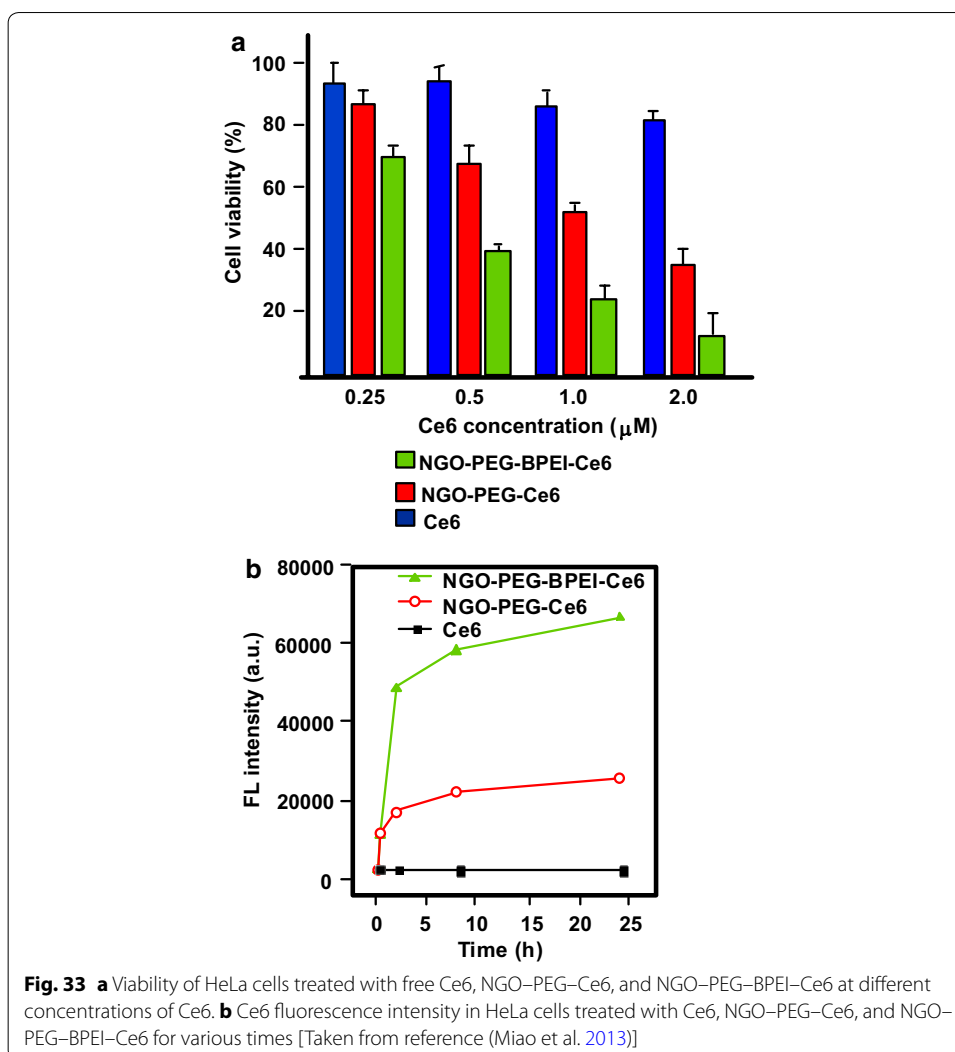 a
100
80
60
40
20
Cell viability (%)
0.25 0.5 1.0 2.0
Ce6 concentration (μM)
NGO-PEG-BPEI-Ce6
NGO-PEG-Ce6
Ce6
b
80000
60000
40000
20000
0
FL intensity (a.u.)
NGO-PEG-BPEI-Ce6
NGO-PEG-Ce6
Ce6
0 5 10 15 20 25
Time (h)
Fig. 33 a Viability of HeLa cells treated with free Ce6, NGO–PEG–Ce6, and NGO–PEG–BPEI–Ce6 at different
concentrations of Ce6. b Ce6 fluorescence intensity in HeLa cells treated with Ce6, NGO–PEG–Ce6, and NGO–
PEG–BPEI–Ce6 for various times [Taken from reference (Miao et al. 2013)]